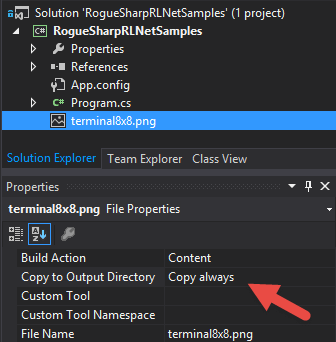 Solution 'RogueSharpRLNetSamples' (1 project)
C# RogueSharpRLNetSamples
Properties
References
App.config
C# Program.cs
terminal8x8.png
Solution Explorer Team Explorer Class View
Properties
terminal8x8.png File Properties
Build Action Content
Copy to Output Directory Copy always
Custom Tool
Custom Tool Namespace
File Name terminal8x8.png